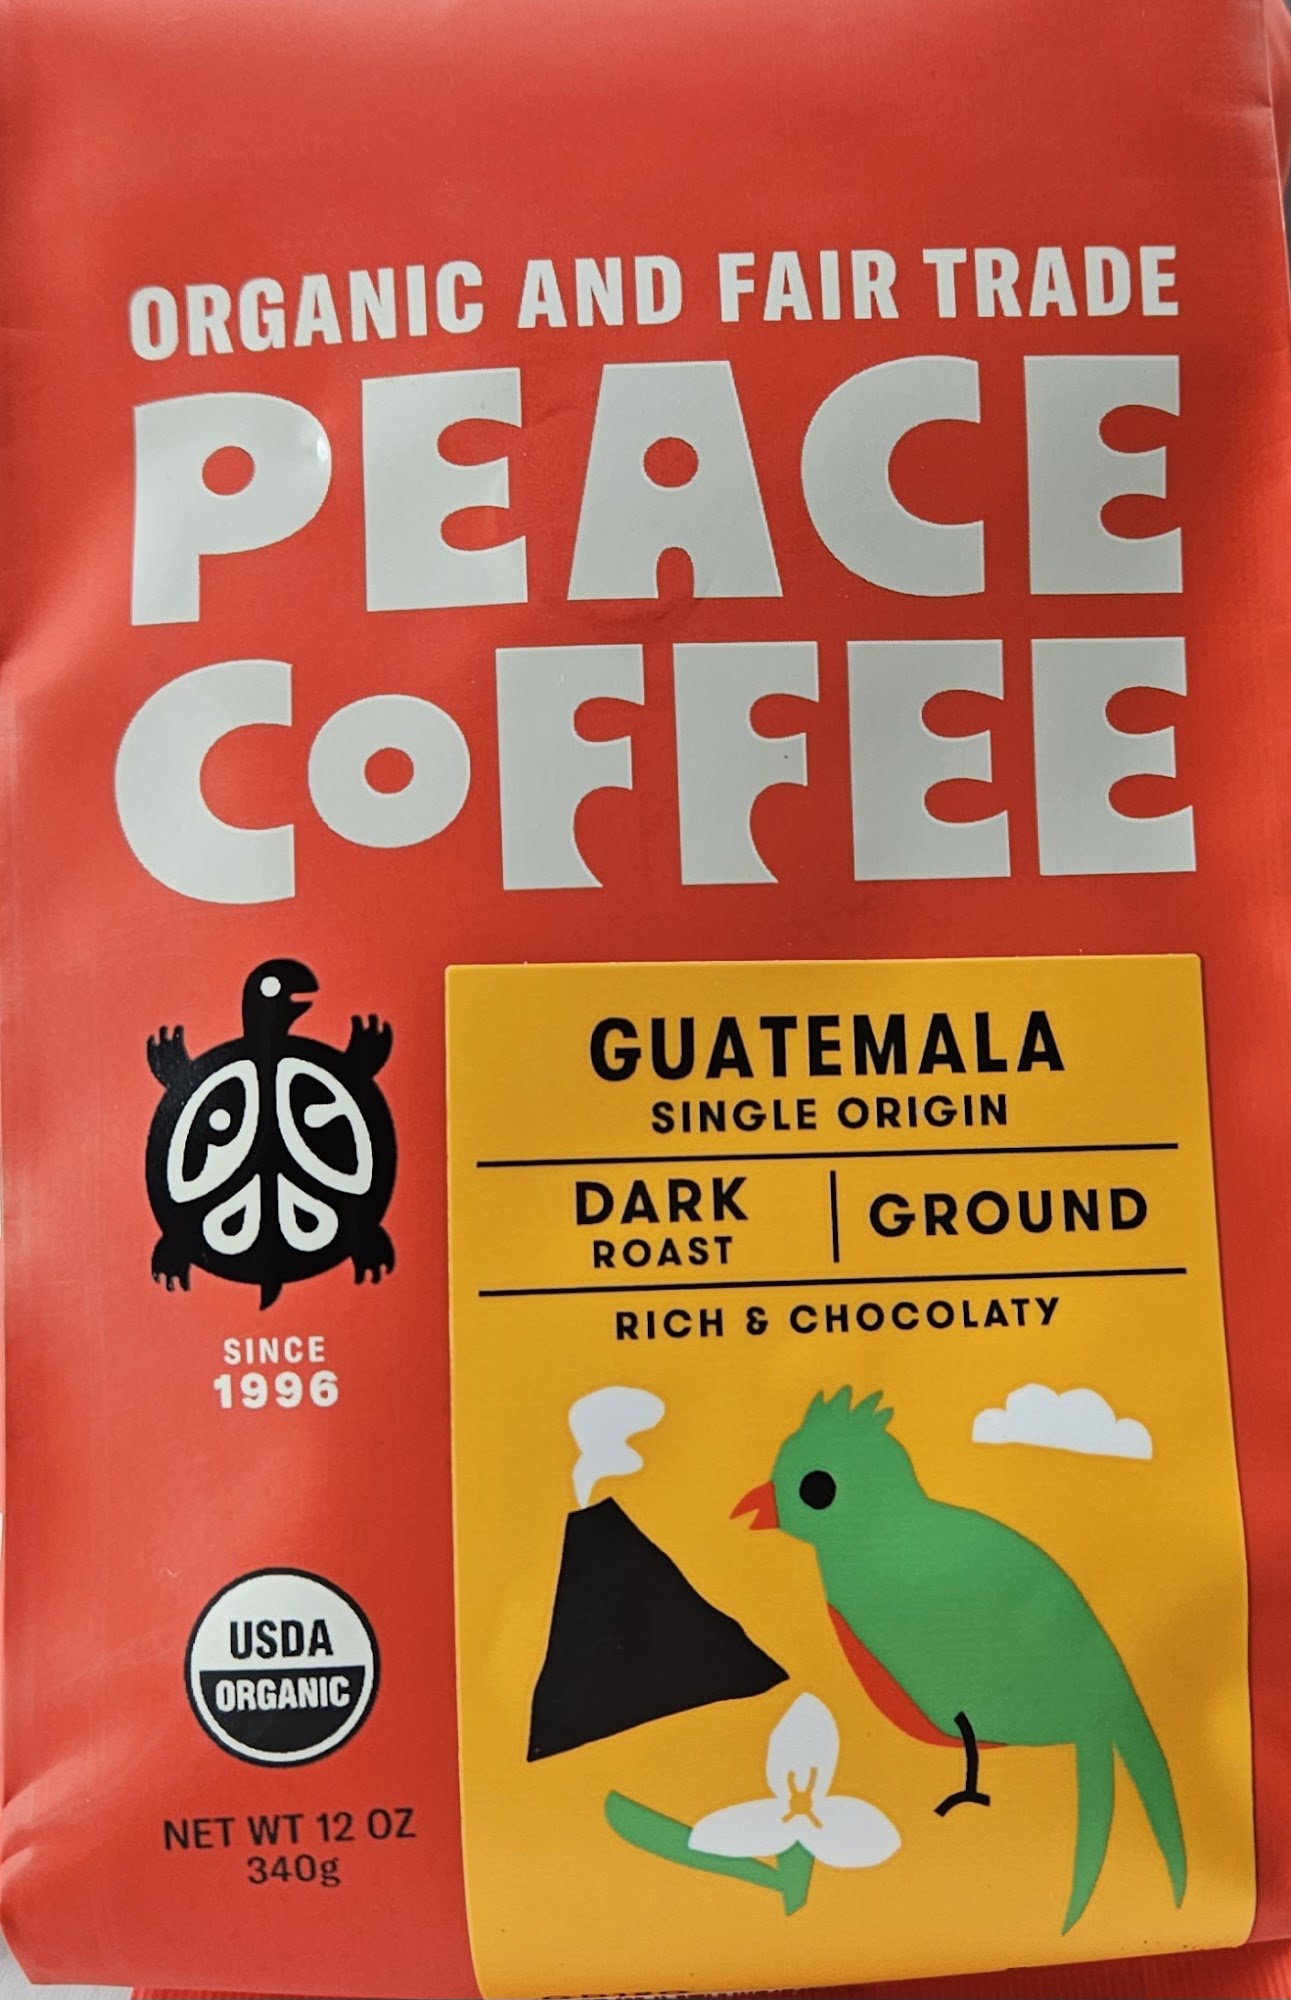 ORGANIC AND FAIR TRADE
PEACE
COFFEE
PC
SINCE
1996
USDA
ORGANIC
NET WT 12 OZ
340g
GUATEMALA
SINGLE ORIGIN
DARK
ROAST
GROUND
RICH & CHOCOLATY